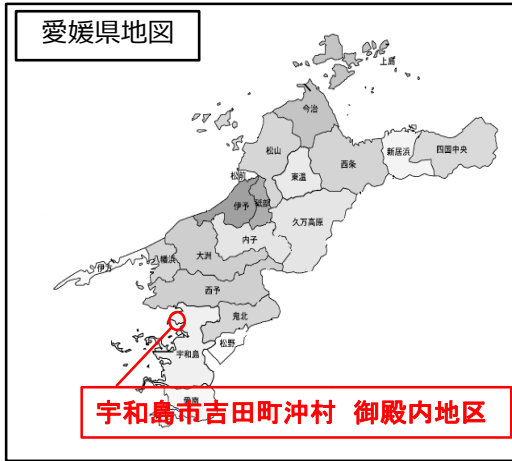 愛媛県地図
上島
今治
松山
新居浜
四国中央
西条
東温
松前
伊予
砥部
久万高原
内子
大洲
八幡浜
伊方
西予
鬼北
松野
宇和島
愛南
宇和島市吉田町沖村 御殿内地区